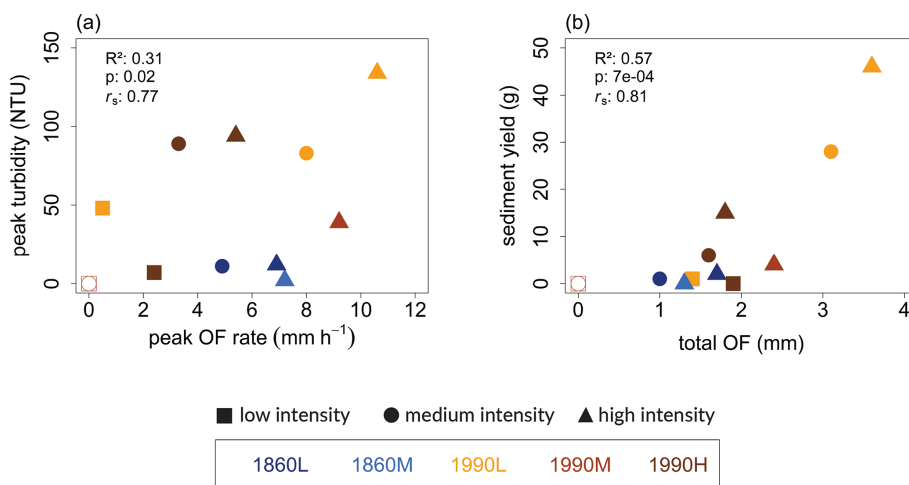 (a)
R²: 0.31
p: 0.02
rs: 0.77
peak turbidity (NTU)
150
100
50
0
0 2 4 6 8 10 12
peak OF rate (mm h⁻¹)
(b)
R²: 0.57
p: 7e-04
rs: 0.81
sediment yield (g)
50
40
30
20
10
0
0 1 2 3 4
total OF (mm)
low intensity medium intensity high intensity
1860L 1860M 1990L 1990M 1990H